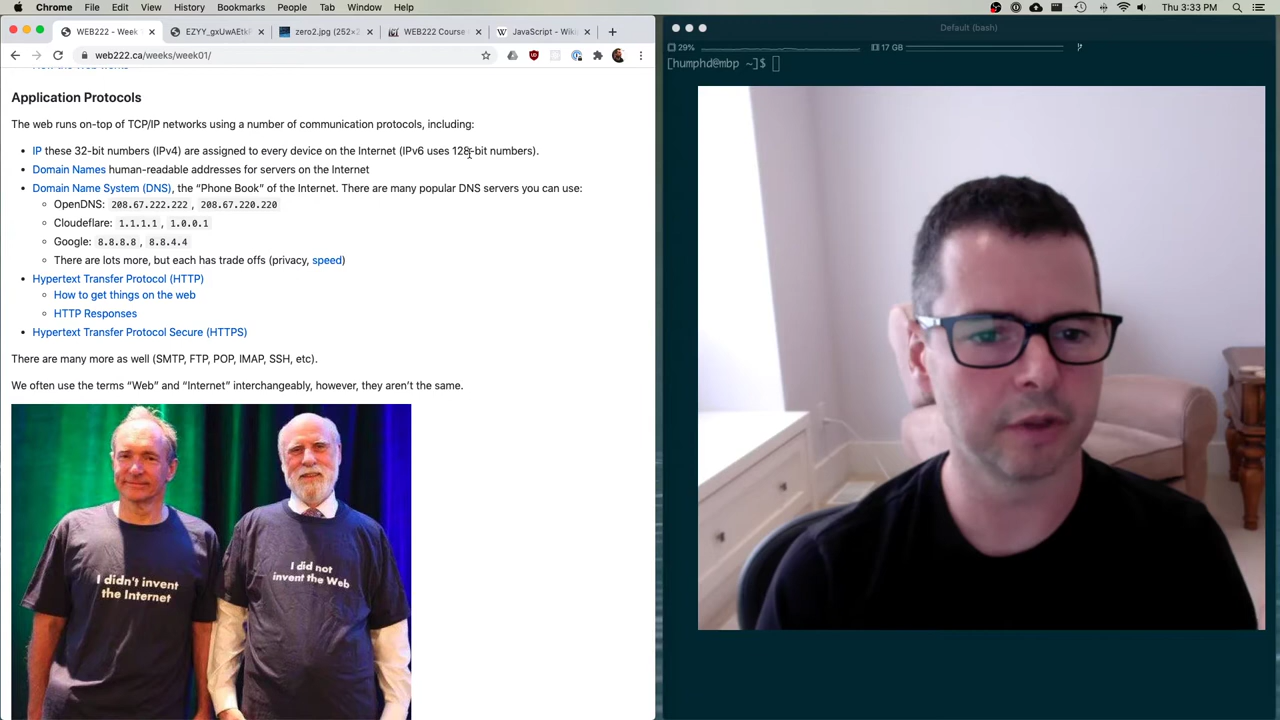 Chrome File Edit View History Bookmarks People Tab Window Help
Thu 3:33 PM
WEB222 - Week
EZYY_gxUwAEtkF
zero2.jpg (252×2
WEB222 Course
JavaScript - Wiki
web222.ca/weeks/week01/
Application Protocols
The web runs on-top of TCP/IP networks using a number of communication protocols, including:
IP these 32-bit numbers (IPv4) are assigned to every device on the Internet (IPv6 uses 128-bit numbers).
Domain Names human-readable addresses for servers on the Internet
Domain Name System (DNS), the “Phone Book” of the Internet. There are many popular DNS servers you can use:
OpenDNS: 208.67.222.222 , 208.67.220.220
Cloudeflare: 1.1.1.1 , 1.0.0.1
Google: 8.8.8.8 , 8.8.4.4
There are lots more, but each has trade offs (privacy, speed)
Hypertext Transfer Protocol (HTTP)
How to get things on the web
HTTP Responses
Hypertext Transfer Protocol Secure (HTTPS)
There are many more as well (SMTP, FTP, POP, IMAP, SSH, etc).
We often use the terms “Web” and “Internet” interchangeably, however, they aren’t the same.
I didn't invent
the Internet
I did not
invent the Web
Default (bash)
29%
17 GB
[humphd@mbp ~]$